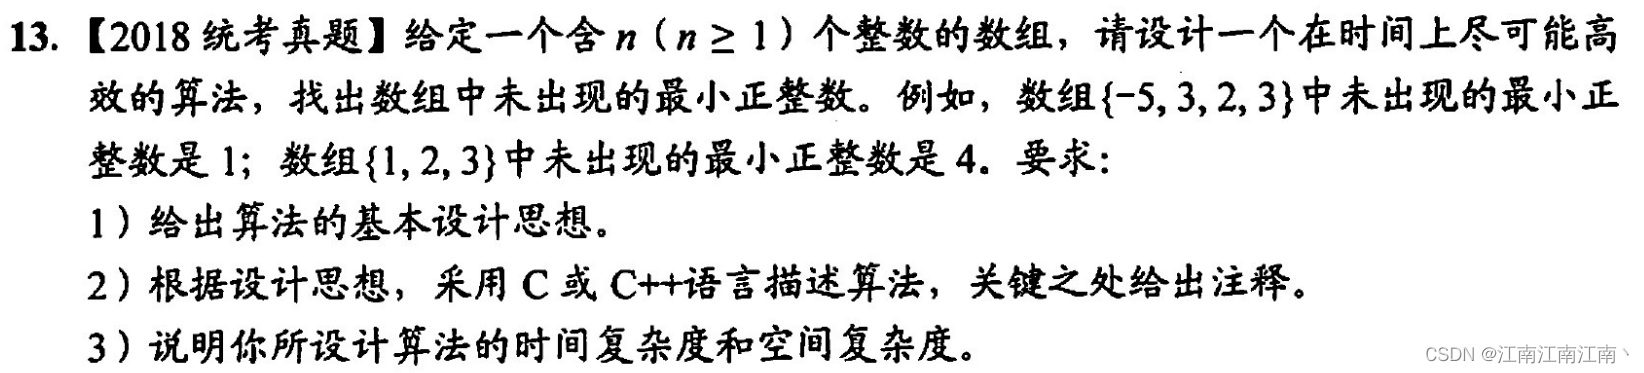 13.【2018 统考真题】给定一个含 n（n ≥ 1）个整数的数组，请设计一个在时间上尽可能高
效的算法，找出数组中未出现的最小正整数。例如，数组{-5, 3, 2, 3}中未出现的最小正
整数是 1；数组{1, 2, 3}中未出现的最小正整数是 4。要求：
1）给出算法的基本设计思想。
2）根据设计思想，采用 C 或 C++语言描述算法，关键之处给出注释。
3）说明你所设计算法的时间复杂度和空间复杂度。
CSDN @江南江南江南丶